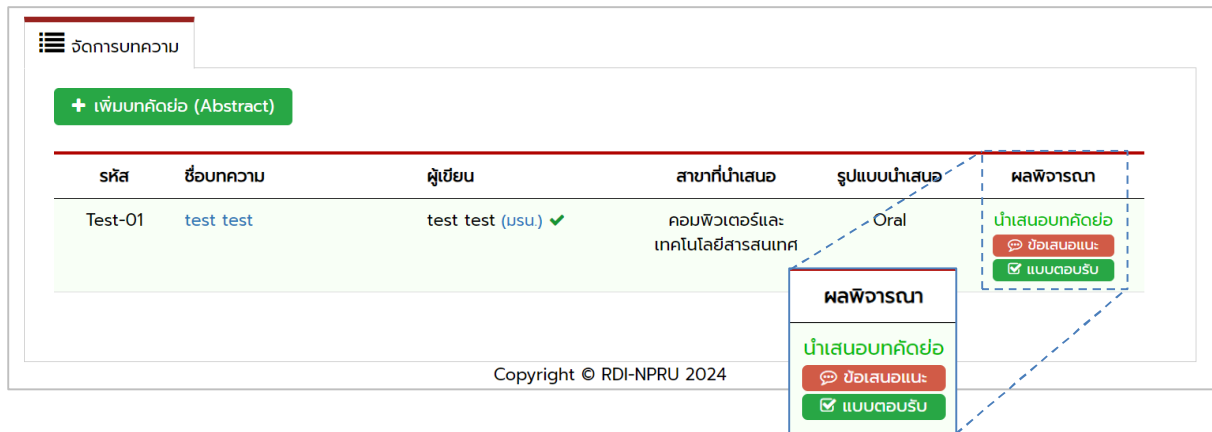 จัดการบทความ
เพิ่มบทคัดย่อ (Abstract)
รหัส ชื่อบทความ ผู้เขียน สาขาที่นำเสนอ รูปแบบนำเสนอ ผลพิจารณา
Test-01 test test test test (มรน.) คอมพิวเตอร์และ Oral นำเสนอบทคัดย่อ
เทคโนโลยีสารสนเทศ ข้อเสนอแนะ
แบบตอบรับ
ผลพิจารณา
นำเสนอบทคัดย่อ
ข้อเสนอแนะ
แบบตอบรับ
Copyright © RDI-NPRU 2024